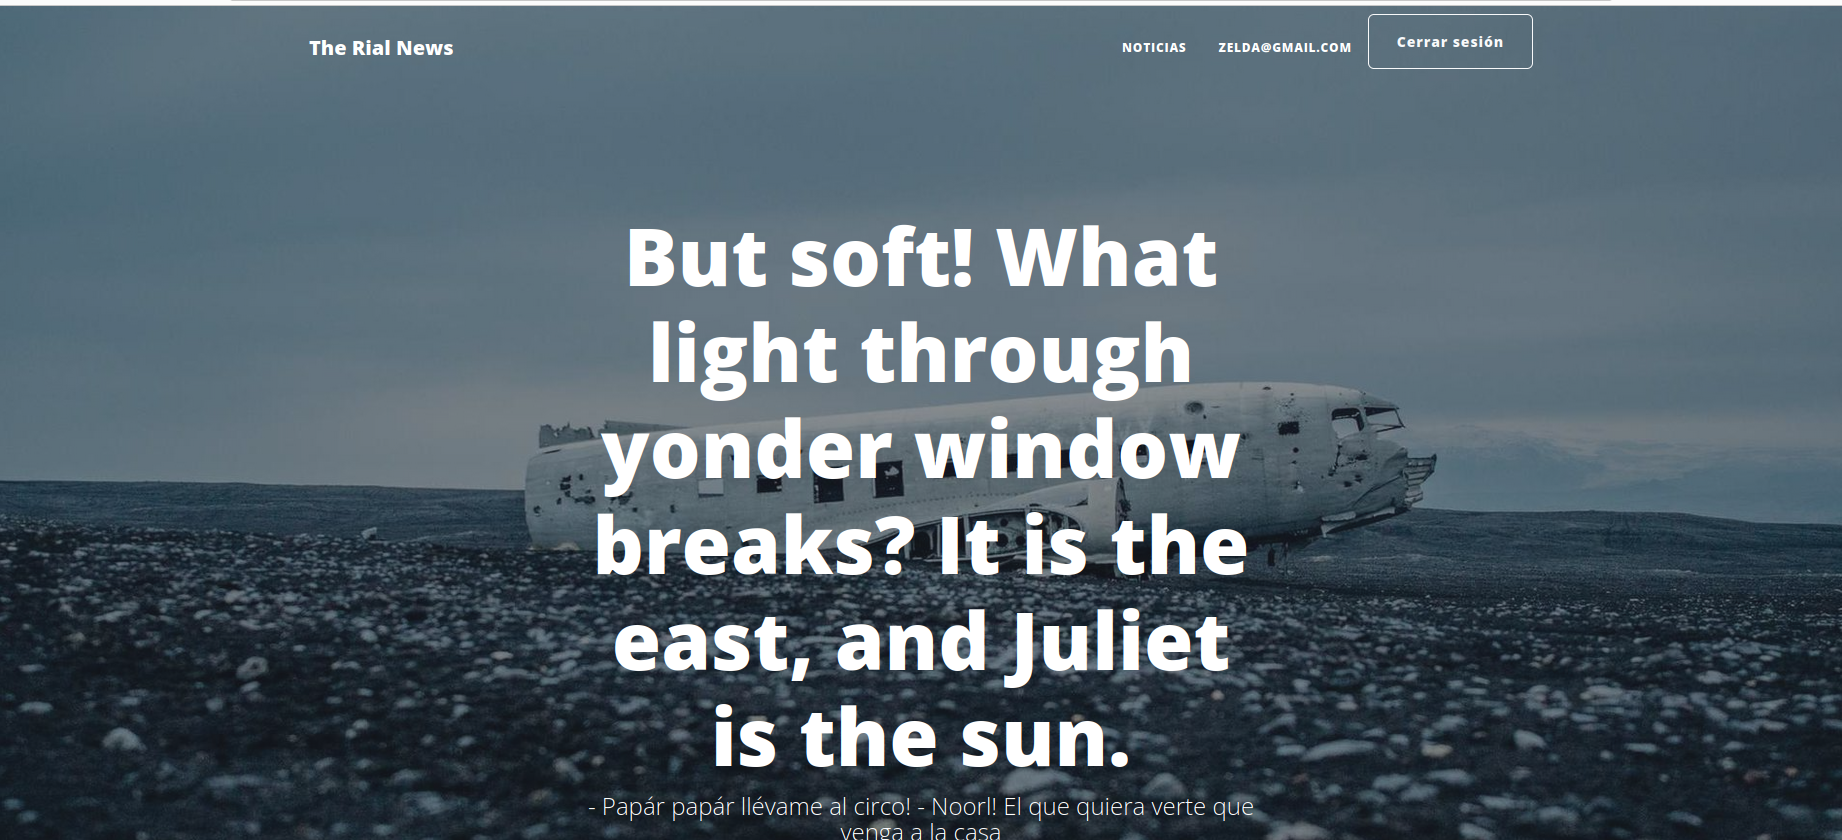 The Rial News
NOTICIAS
ZELDA@GMAIL.COM
Cerrar sesión
But soft! What
light through
yonder window
breaks? It is the
east, and Juliet
is the sun.
- Papár papár llévame al circo! - Noorl! El que quiera verte que
venga a la casa